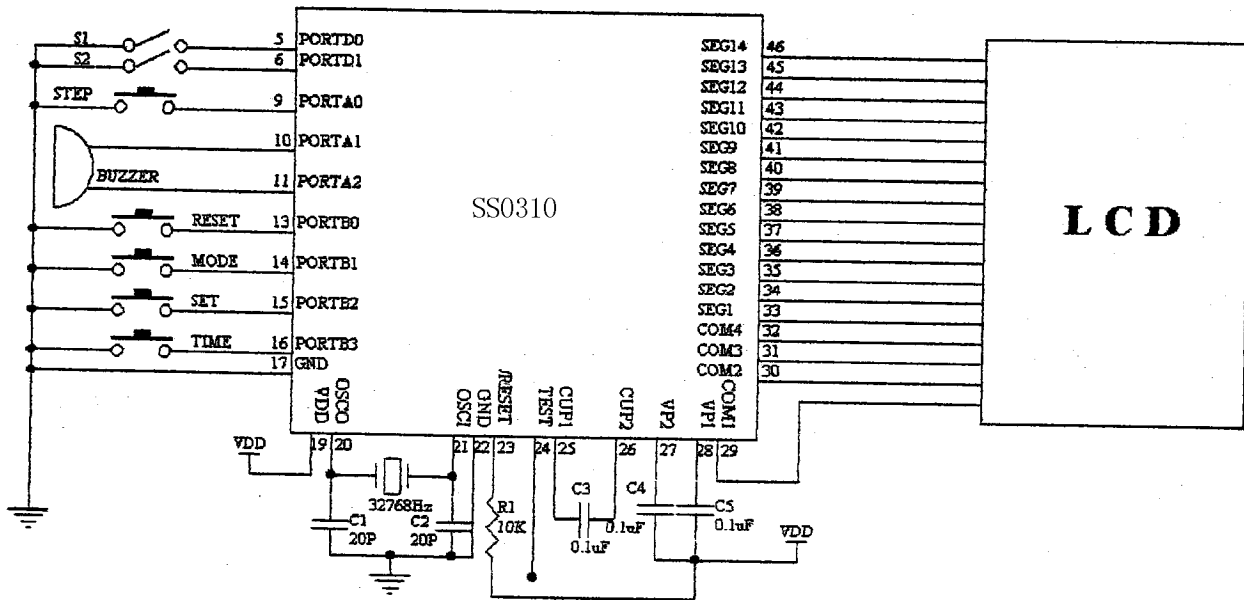 S1
5
PORTD0
S2
6
PORTD1
STEP
9
PORTA0
10
PORTA1
BUZZER
11
PORTA2
RESET
13
PORTB0
MODE
14
PORTB1
SET
15
PORTB2
TIME
16
PORTB3
17
GND
SS0310
SEG14 46
SEG13 45
SEG12 44
SEG11 43
SEG10 42
SEG9 41
SEG8 40
SEG7 39
SEG6 38
SEG5 37
SEG4 36
SEG3 35
SEG2 34
SEG1 33
COM4 32
COM3 31
COM2 30
LCD
VDD
OSCO
OSCI
GND
/RESET
TEST
CUP1
CUP2
VP2
VP1
COM1
19 20 21 22 23 24 25 26 27 28 29
VDD
32768Hz
C1
20P
C2
20P
R1
10K
C3
0.1uF
C4
0.1uF
C5
0.1uF
VDD